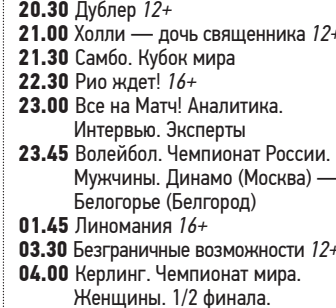 20.30 Дублер 12+
21.00 Холли — дочь священника 12+
21.30 Самбо. Кубок мира
22.30 Рио ждет! 16+
23.00 Все на Матч! Аналитика.
Интервью. Эксперты
23.45 Волейбол. Чемпионат России.
Мужчины. Динамо (Москва) —
Белогорье (Белгород)
01.45 Линомания 16+
03.30 Безграничные возможности 12+
04.00 Керлинг. Чемпионат мира.
Женщины. 1/2 финала.